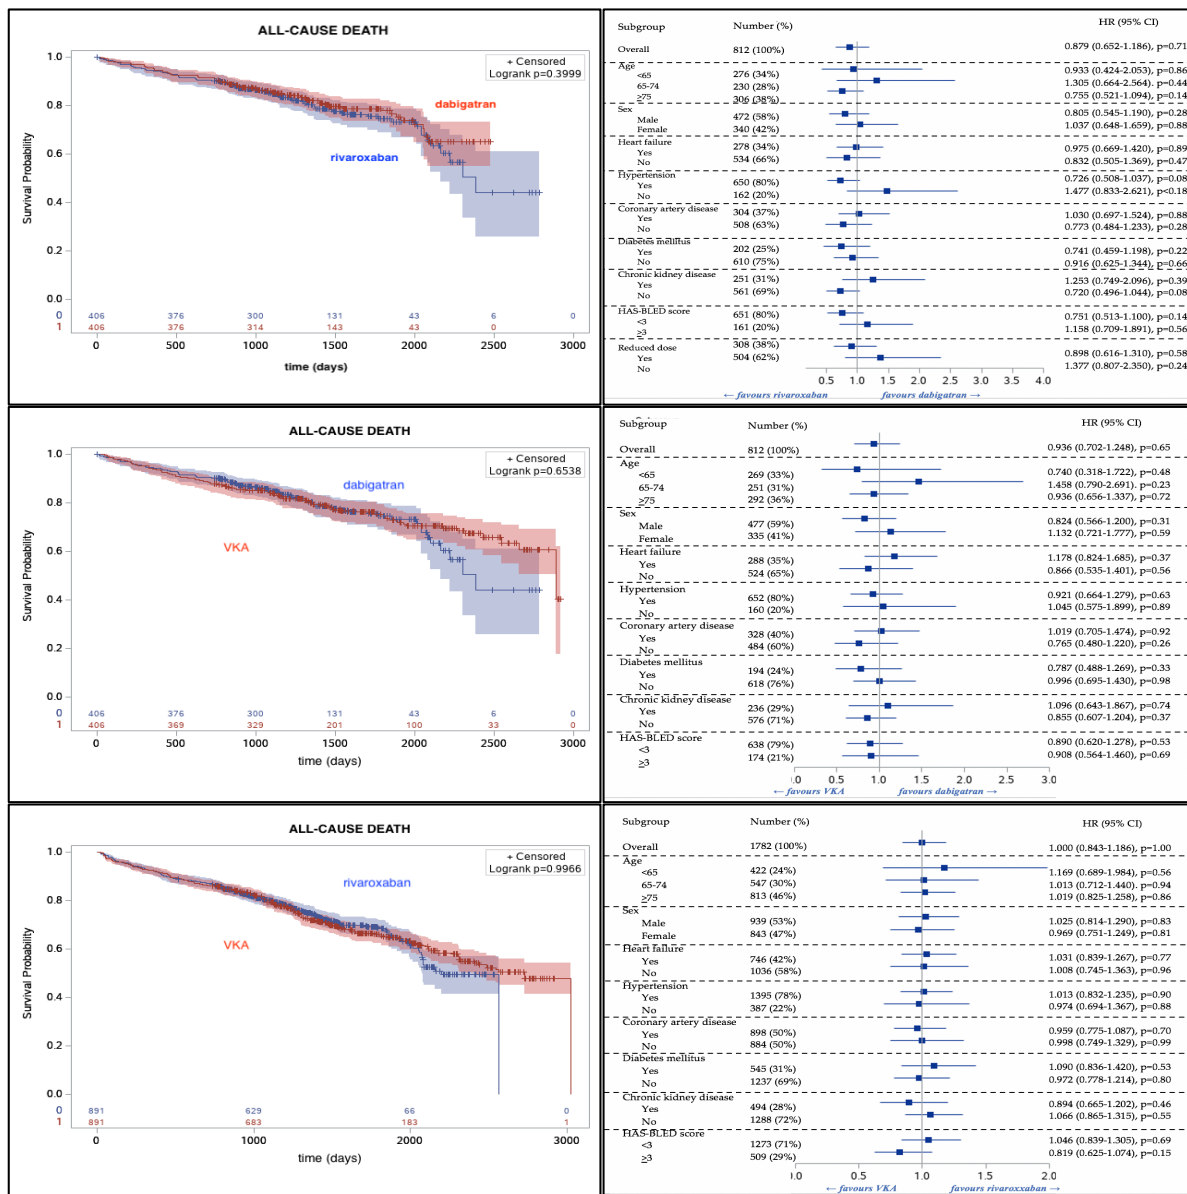 ALL-CAUSE DEATH
+ Censored
Logrank p=0.3999
dabigatran
rivaroxaban
Survival Probability
1.0
0.8
0.6
0.4
0.2
0.0
0 406 376 300 131 43 6 0
1 406 376 314 143 43 0
0 500 1000 1500 2000 2500 3000
time (days)
Subgroup Number (%) HR (95% CI)
Overall 812 (100%) 0.879 (0.652-1.186), p=0.71
Age
<65 276 (34%) 0.933 (0.424-2.053), p=0.86
65-74 230 (28%) 1.305 (0.664-2.564), p=0.44
≥75 306 (38%) 0.755 (0.521-1.094), p=0.14
Sex
Male 472 (58%) 0.805 (0.545-1.190), p=0.28
Female 340 (42%) 1.037 (0.648-1.659), p=0.88
Heart failure
Yes 278 (34%) 0.975 (0.669-1.420), p=0.89
No 534 (66%) 0.832 (0.505-1.369), p=0.47
Hypertension
Yes 650 (80%) 0.726 (0.508-1.037), p=0.08
No 162 (20%) 1.477 (0.833-2.621), p<0.18
Coronary artery disease
Yes 304 (37%) 1.030 (0.697-1.524), p=0.88
No 508 (63%) 0.773 (0.484-1.233), p=0.28
Diabetes mellitus
Yes 202 (25%) 0.741 (0.459-1.198), p=0.22
No 610 (75%) 0.916 (0.625-1.344), p=0.66
Chronic kidney disease
Yes 251 (31%) 1.253 (0.749-2.096), p=0.39
No 561 (69%) 0.720 (0.496-1.044), p=0.08
HAS-BLED score
<3 651 (80%) 0.751 (0.513-1.100), p=0.14
≥3 161 (20%) 1.158 (0.709-1.891), p=0.56
Reduced dose
Yes 308 (38%) 0.898 (0.616-1.310), p=0.58
No 504 (62%) 1.377 (0.807-2.350), p=0.24
0.5 1.0 1.5 2.0 2.5 3.0 3.5 4.0
← favours rivaroxaban favours dabigatran →
ALL-CAUSE DEATH
+ Censored
Logrank p=0.6538
dabigatran
VKA
Survival Probability
1.0
0.8
0.6
0.4
0.2
0.0
0 406 376 300 131 43 6 0
1 406 369 329 201 100 33 0
0 500 1000 1500 2000 2500 3000
time (days)
Subgroup Number (%) HR (95% CI)
Overall 812 (100%) 0.936 (0.702-1.248), p=0.65
Age
<65 269 (33%) 0.740 (0.318-1.722), p=0.48
65-74 251 (31%) 1.458 (0.790-2.691), p=0.23
≥75 292 (36%) 0.936 (0.656-1.337), p=0.72
Sex
Male 477 (59%) 0.824 (0.566-1.200), p=0.31
Female 335 (41%) 1.132 (0.721-1.777), p=0.59
Heart failure
Yes 288 (35%) 1.178 (0.824-1.685), p=0.37
No 524 (65%) 0.866 (0.535-1.401), p=0.56
Hypertension
Yes 652 (80%) 0.921 (0.664-1.279), p=0.63
No 160 (20%) 1.045 (0.575-1.899), p=0.89
Coronary artery disease
Yes 328 (40%) 1.019 (0.705-1.474), p=0.92
No 484 (60%) 0.765 (0.480-1.220), p=0.26
Diabetes mellitus
Yes 194 (24%) 0.787 (0.488-1.269), p=0.33
No 618 (76%) 0.996 (0.695-1.430), p=0.98
Chronic kidney disease
Yes 236 (29%) 1.096 (0.643-1.867), p=0.74
No 576 (71%) 0.855 (0.607-1.204), p=0.37
HAS-BLED score
<3 638 (79%) 0.890 (0.620-1.278), p=0.53
≥3 174 (21%) 0.908 (0.564-1.460), p=0.69
).0 0.5 1.0 1.5 2.0 2.5 3.0
← favours VKA favours dabigatran →
ALL-CAUSE DEATH
+ Censored
Logrank p=0.9966
rivaroxaban
VKA
Survival Probability
1.0
0.8
0.6
0.4
0.2
0.0
0 891 629 66 0
1 891 683 183 1
0 1000 2000 3000
time (days)
Subgroup Number (%) HR (95% CI)
Overall 1782 (100%) 1.000 (0.843-1.186), p=1.00
Age
<65 422 (24%) 1.169 (0.689-1.984), p=0.56
65-74 547 (30%) 1.013 (0.712-1.440), p=0.94
≥75 813 (46%) 1.019 (0.825-1.258), p=0.86
Sex
Male 939 (53%) 1.025 (0.814-1.290), p=0.83
Female 843 (47%) 0.969 (0.751-1.249), p=0.81
Heart failure
Yes 746 (42%) 1.031 (0.839-1.267), p=0.77
No 1036 (58%) 1.008 (0.745-1.363), p=0.96
Hypertension
Yes 1395 (78%) 1.013 (0.832-1.235), p=0.90
No 387 (22%) 0.974 (0.694-1.367), p=0.88
Coronary artery disease
Yes 898 (50%) 0.959 (0.775-1.087), p=0.70
No 884 (50%) 0.998 (0.749-1.329), p=0.99
Diabetes mellitus
Yes 545 (31%) 1.090 (0.836-1.420), p=0.53
No 1237 (69%) 0.972 (0.778-1.214), p=0.80
Chronic kidney disease
Yes 494 (28%) 0.894 (0.665-1.202), p=0.46
No 1288 (72%) 1.066 (0.865-1.315), p=0.55
HAS-BLED score
<3 1273 (71%) 1.046 (0.839-1.305), p=0.69
≥3 509 (29%) 0.819 (0.625-1.074), p=0.15
).0 0.5 1.0 1.5 2.0
← favours VKA favours rivaroxxaban →